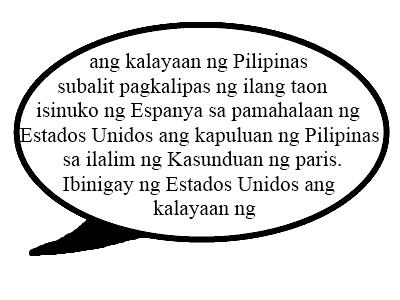 ang kalayaan ng Pilipinas
subalit pagkalipas ng ilang taon
isinuko ng Espanya sa pamahalaan ng
Estados Unidos ang kapuluan ng Pilipinas
sa ilalim ng Kasunduan ng paris.
Ibinigay ng Estados Unidos ang
kalayaan ng